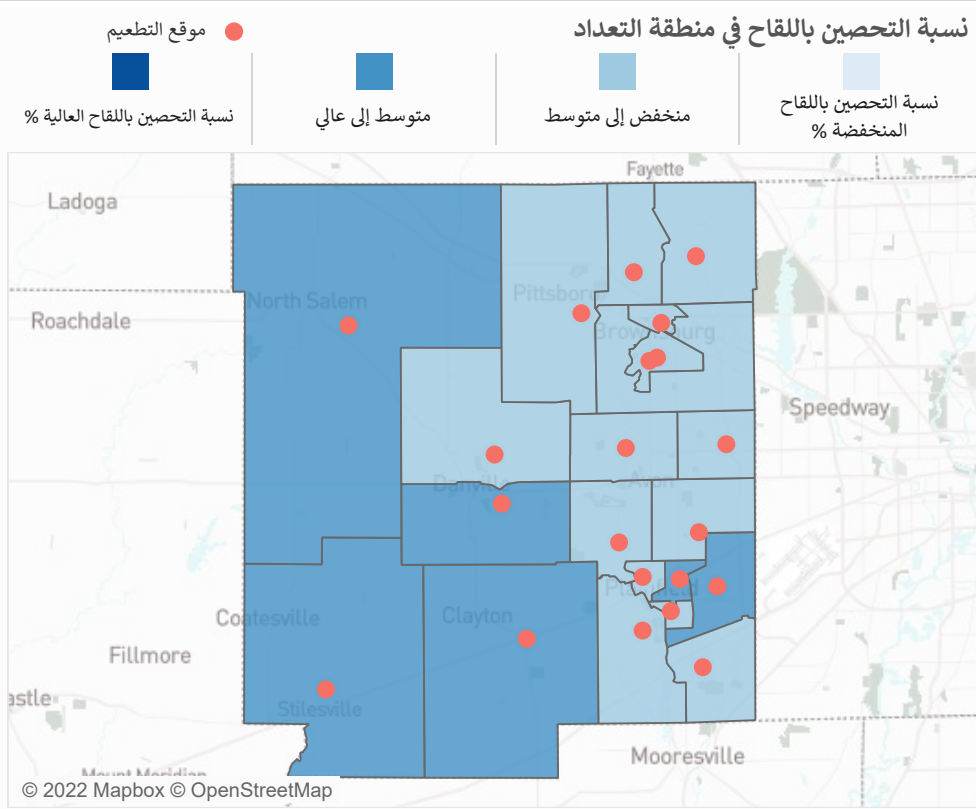 نسبة التحصين باللقاح في منطقة التعداد
موقع التطعيم
نسبة التحصين باللقاح
المنخفضة %
منخفض إلى متوسط
متوسط إلى عالي
نسبة التحصين باللقاح العالية %
Fayette
Ladoga
North Salem
Pittsboro
Roachdale
Brownsburg
Speedway
Danville
Avon
Plainfield
Coatesville
Clayton
Fillmore
astle
Stilesville
Mooresville
Mount Meridian
© 2022 Mapbox © OpenStreetMap